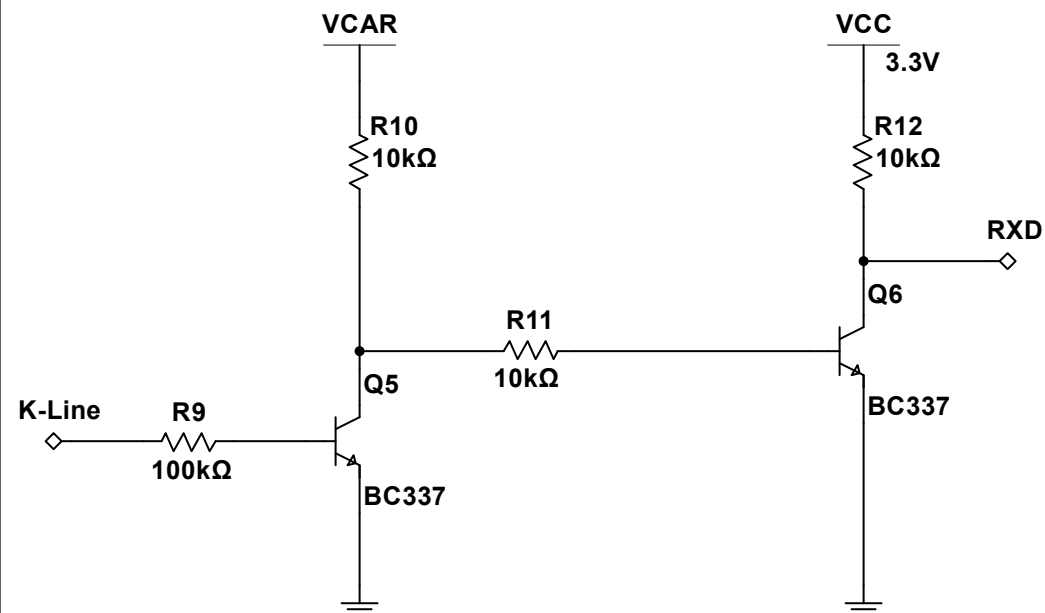 VCAR
VCC
3.3V
R10
10kΩ
R12
10kΩ
RXD
Q6
R11
10kΩ
Q5
BC337
K-Line
R9
100kΩ
BC337